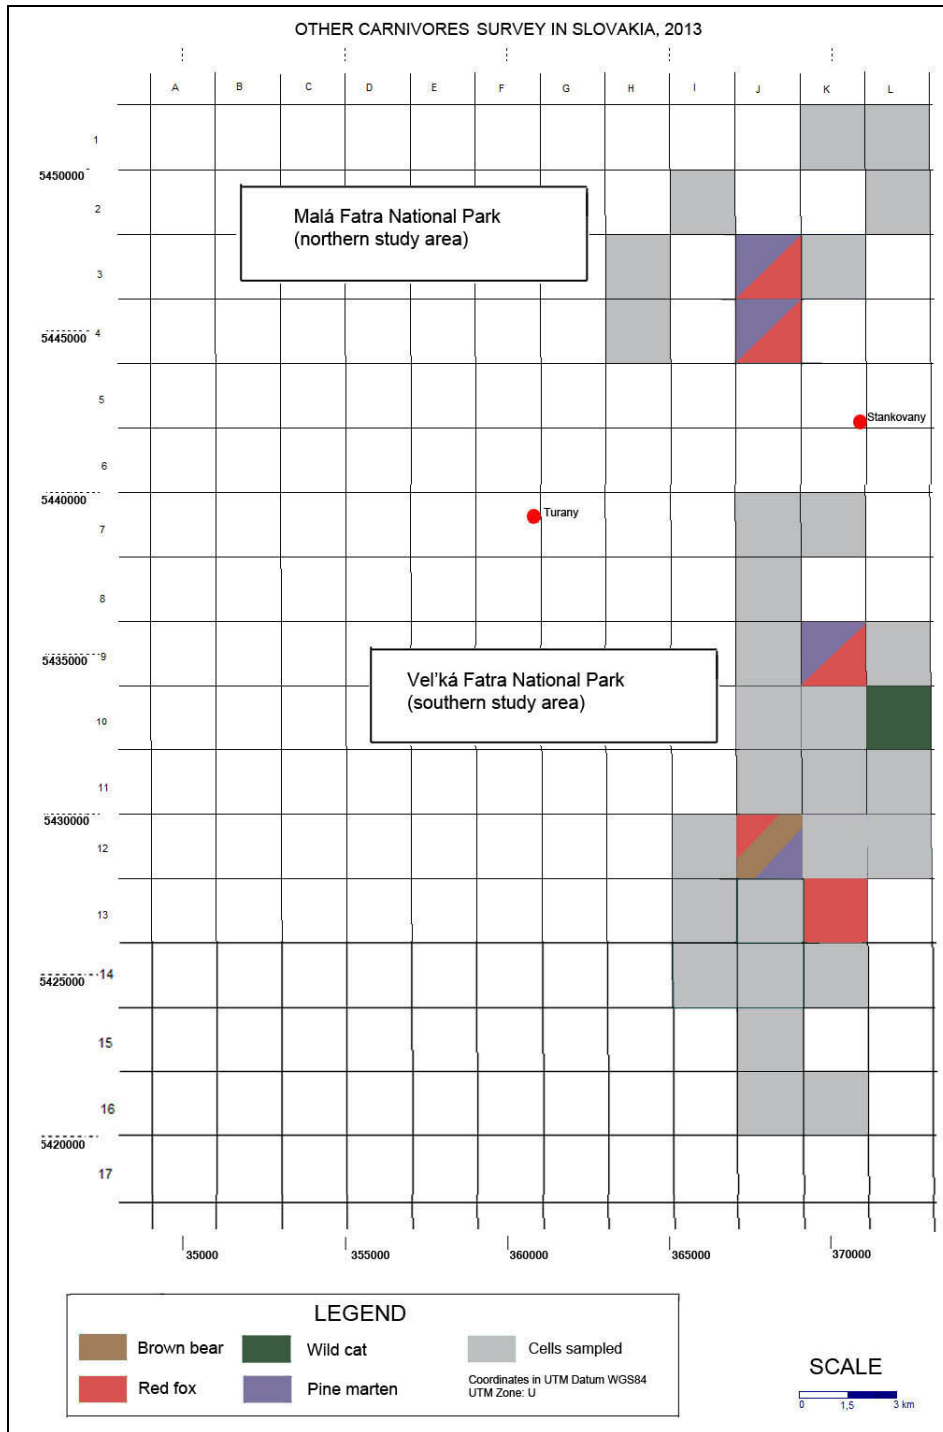 OTHER CARNIVORES SURVEY IN SLOVAKIA, 2013
A B C D E F G H I J K L
1
5450000
2
Malá Fatra National Park
(northern study area)
3
5445000 4
5
Stankovany
6
5440000
7
Turany
8
5435000 9
Vel'ká Fatra National Park
(southern study area)
10
11
5430000
12
13
5425000 14
15
16
5420000
17
35000 355000 360000 365000 370000
LEGEND
Brown bear Wild cat Cells sampled
Red fox Pine marten
Coordinates in UTM Datum WGS84
UTM Zone: U
SCALE
0 1,5 3 km